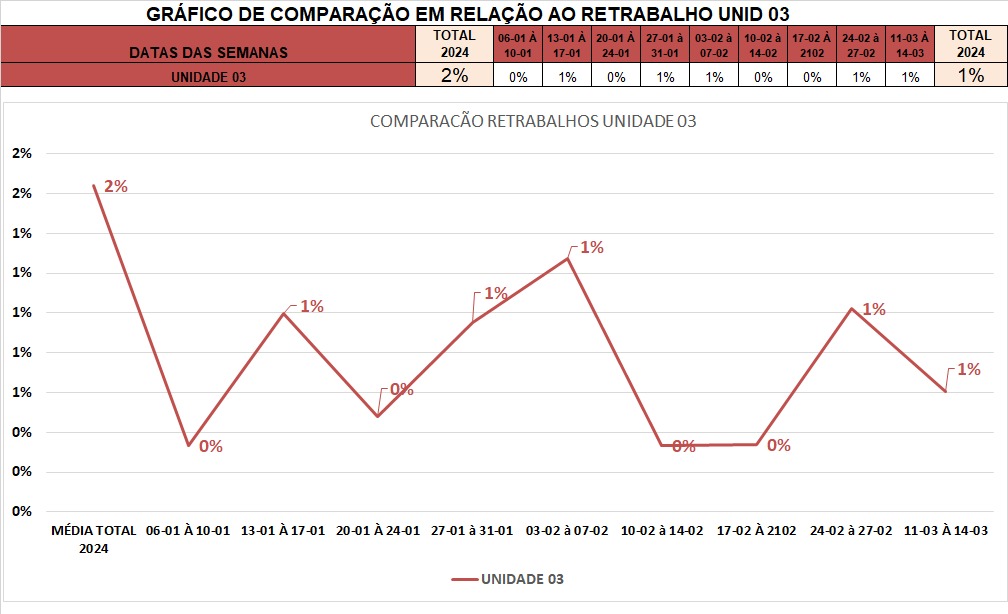 GRÁFICO DE COMPARAÇÃO EM RELAÇÃO AO RETRABALHO UNID 03
DATAS DAS SEMANAS
TOTAL 2024
06-01 À 10-01
13-01 À 17-01
20-01 À 24-01
27-01 à 31-01
03-02 à 07-02
10-02 à 14-02
17-02 À 2102
24-02 à 27-02
11-03 À 14-03
TOTAL 2024
UNIDADE 03 2% 0% 1% 0% 1% 1% 0% 0% 1% 1% 1%
COMPARACÃO RETRABALHOS UNIDADE 03
2%
2%
1%
1%
1%
1%
1%
0%
0%
0%
2%
0%
1%
0%
1%
1%
0%
0%
1%
1%
MÉDIA TOTAL 2024
06-01 À 10-01
13-01 À 17-01
20-01 À 24-01
27-01 à 31-01
03-02 à 07-02
10-02 à 14-02
17-02 À 2102
24-02 à 27-02
11-03 À 14-03
UNIDADE 03